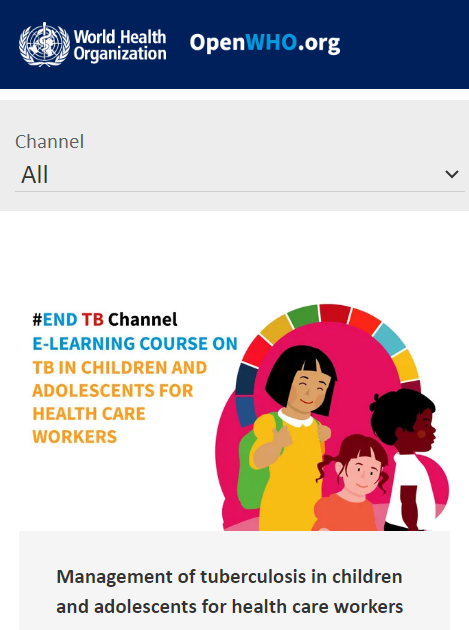 World Health
Organization
OpenWHO.org
Channel
All
#END TB Channel
E-LEARNING COURSE ON
TB IN CHILDREN AND
ADOLESCENTS FOR
HEALTH CARE
WORKERS
Management of tuberculosis in children
and adolescents for health care workers